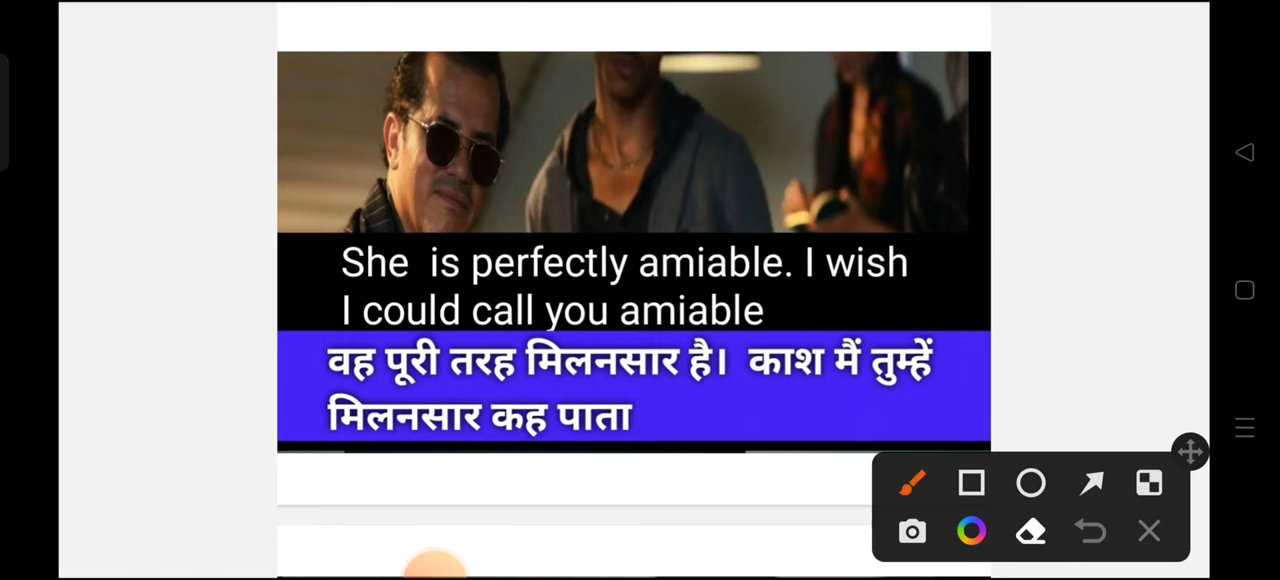 She is perfectly amiable. I wish
I could call you amiable
वह पूरी तरह मिलनसार है। काश मैं तुम्हें
मिलनसार कह पाता